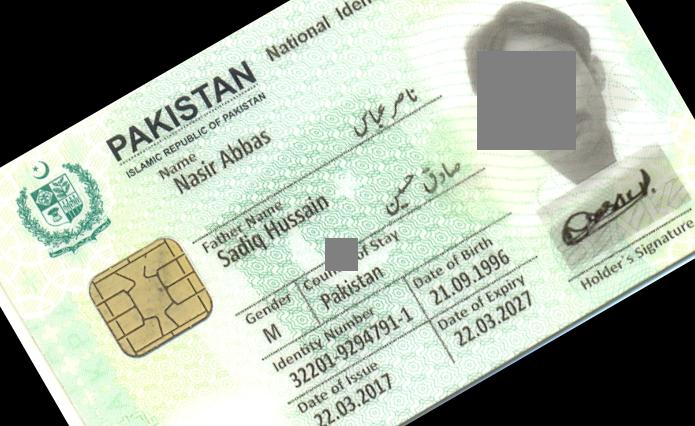 PAKISTAN National Iden
ISLAMIC REPUBLIC OF PAKISTAN
Name
Nasir Abbas
ناصر عباس
Father Name
Sadiq Hussain
صادق حسین
Gender
M
Country of Stay
Pakistan
Identity Number
32201-9294791-1
Date of Birth
21.09.1996
Date of Issue
22.03.2017
Date of Expiry
22.03.2027
Holder's Signature